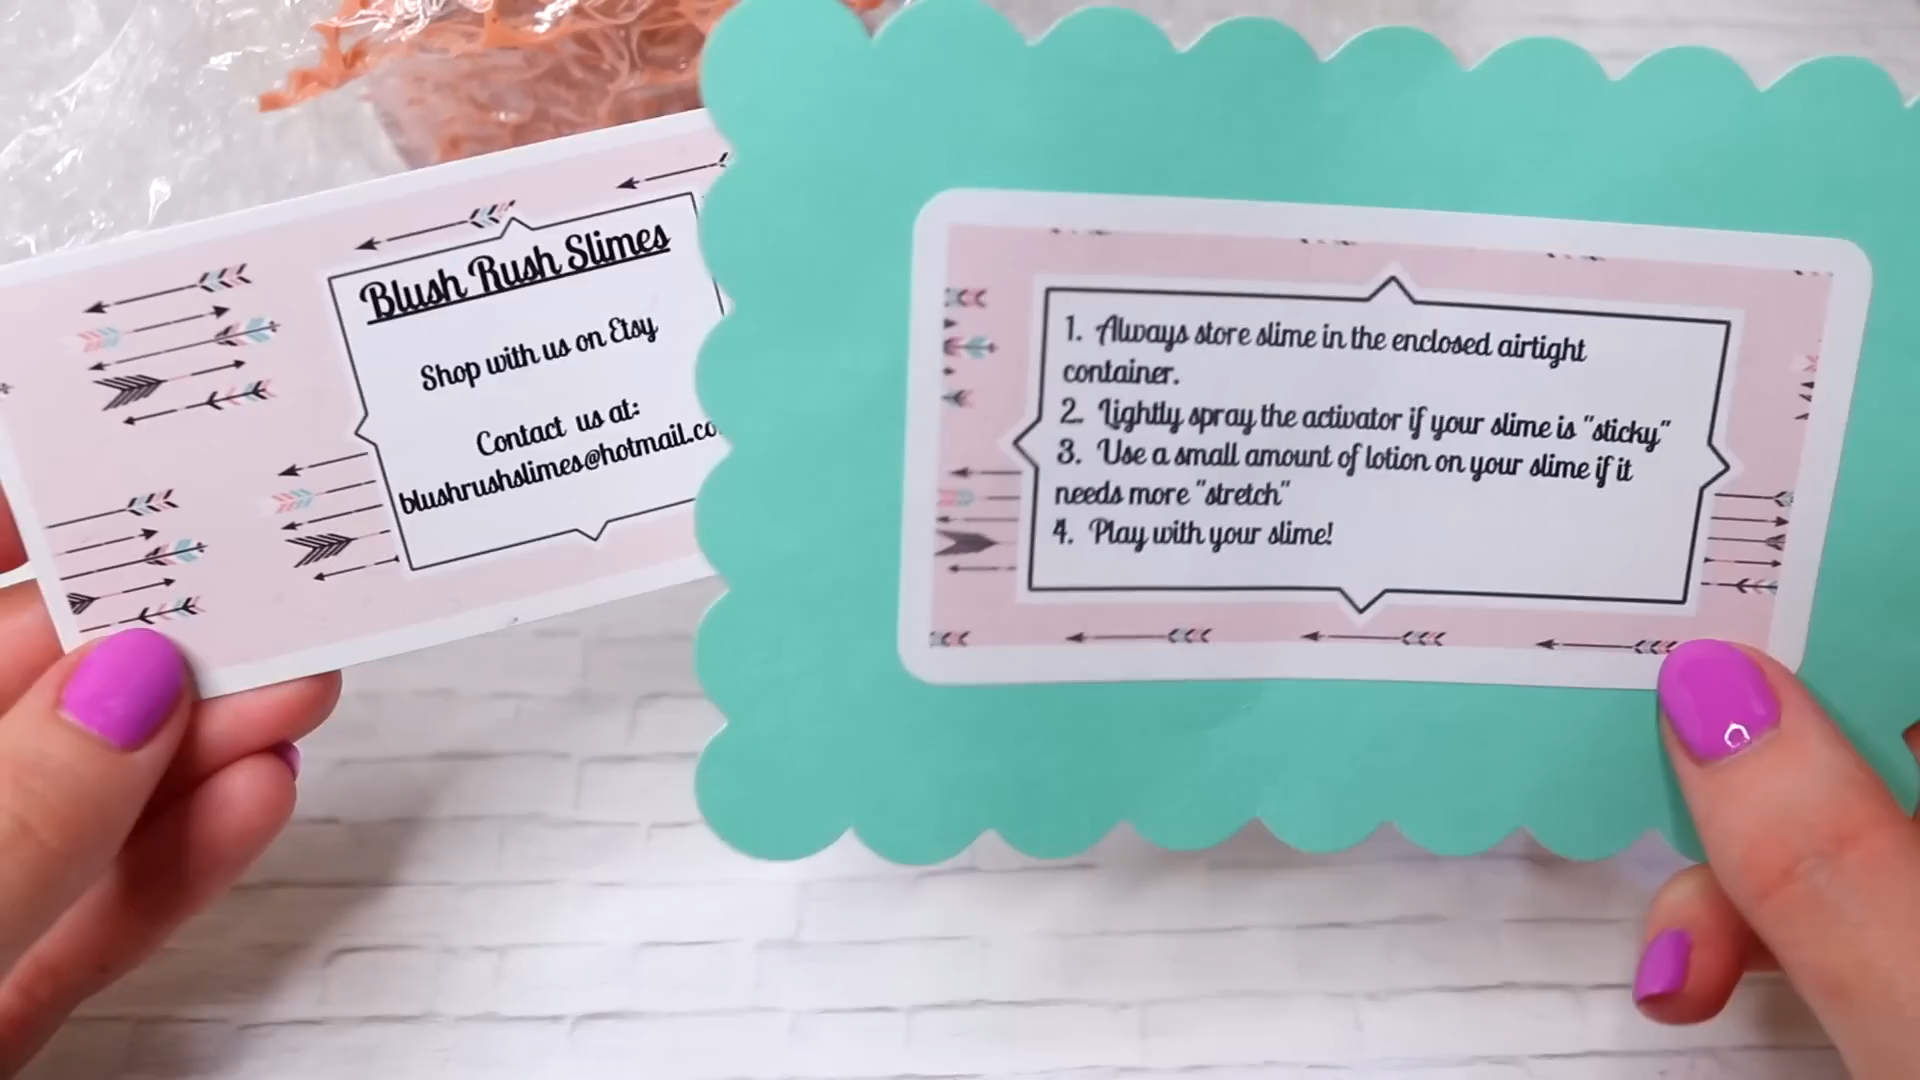 Blush Rush Slimes
Shop with us on Etsy
Contact us at:
blushrushslimes@hotmail.co
1. Always store slime in the enclosed airtight
container.
2. Lightly spray the activator if your slime is "sticky"
3. Use a small amount of lotion on your slime if it
needs more "stretch"
4. Play with your slime!